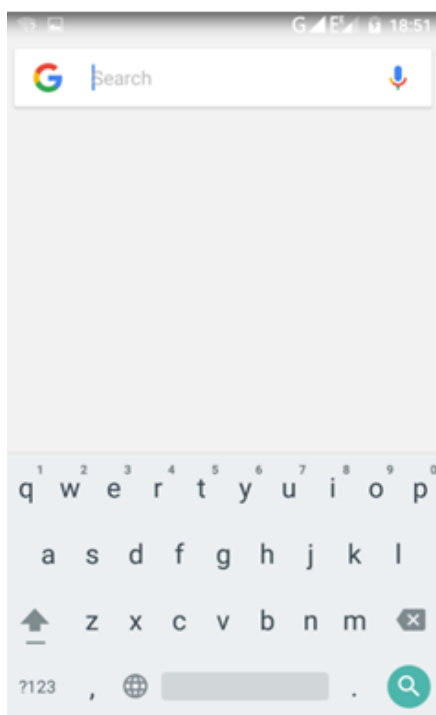 G E 18:51
G Search
1 2 3 4 5 6 7 8 9 0
q w e r t y u i o p
a s d f g h j k l
z x c v b n m
?123 , .